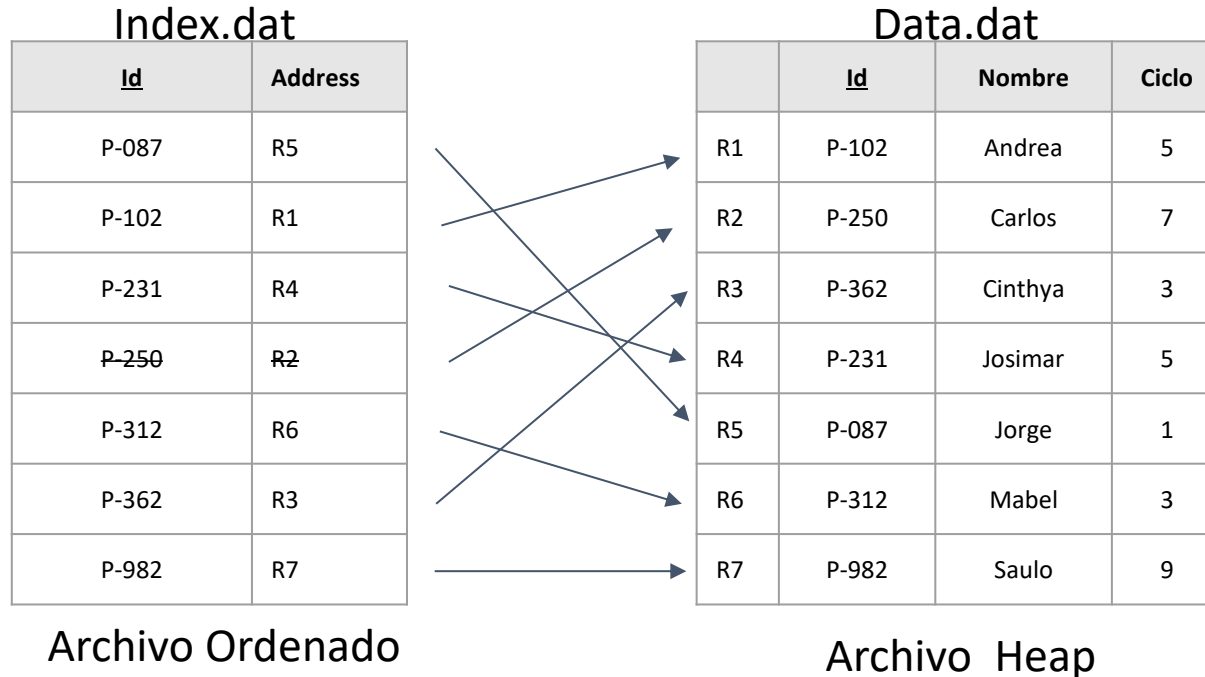 Index.dat
Id Address
P-087 R5
P-102 R1
P-231 R4
P-250 R2
P-312 R6
P-362 R3
P-982 R7
Archivo Ordenado
Data.dat
Id Nombre Ciclo
R1 P-102 Andrea 5
R2 P-250 Carlos 7
R3 P-362 Cinthya 3
R4 P-231 Josimar 5
R5 P-087 Jorge 1
R6 P-312 Mabel 3
R7 P-982 Saulo 9
Archivo Heap